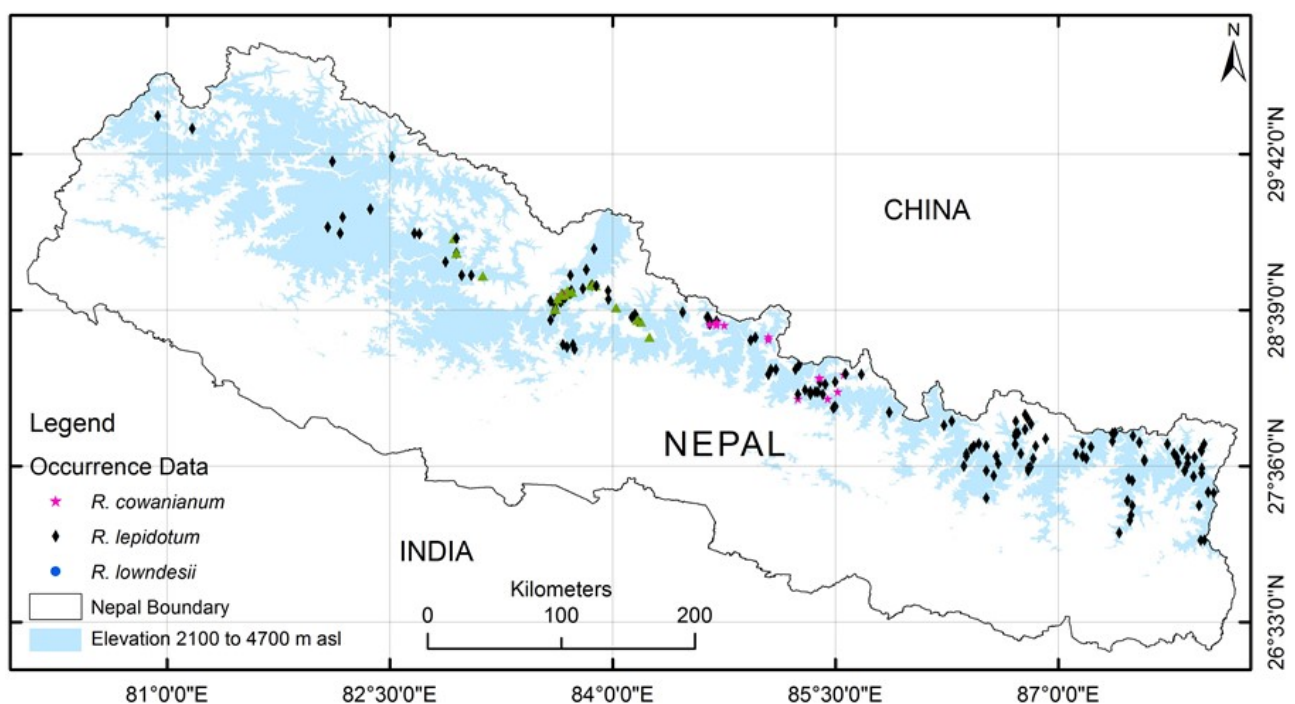 N
29°42'0"N
CHINA
28°39'0"N
Legend
NEPAL
Occurrence Data
27°36'0"N
R. cowanianum
R. lepidotum
INDIA
R. lowndesii
Kilometers
Nepal Boundary
0 100 200
26°33'0"N
Elevation 2100 to 4700 m asl
81°0'0"E 82°30'0"E 84°0'0"E 85°30'0"E 87°0'0"E